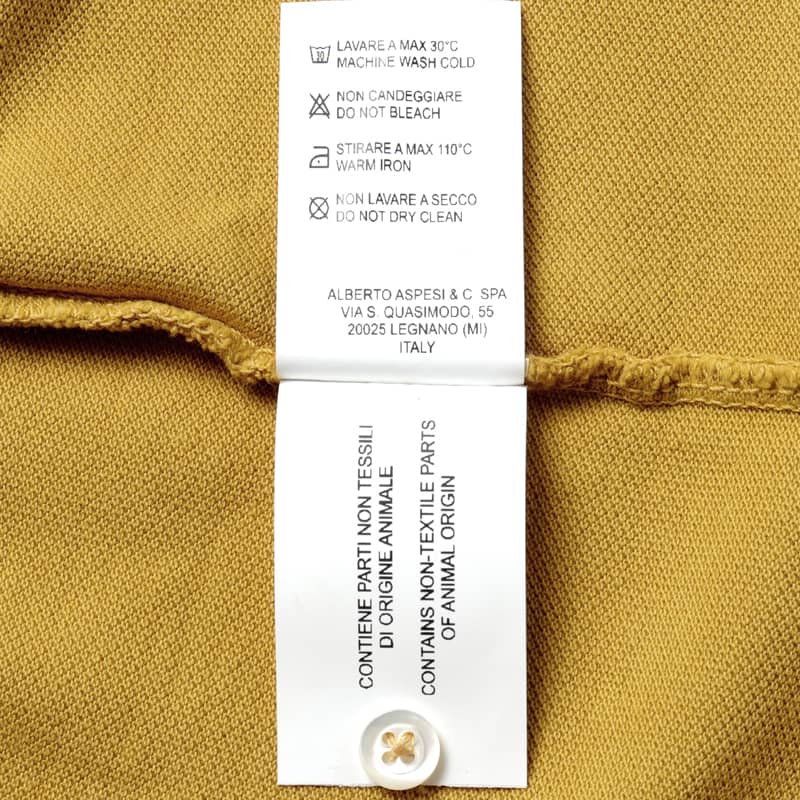 30
LAVARE A MAX 30°C
MACHINE WASH COLD
NON CANDEGGIARE
DO NOT BLEACH
STIRARE A MAX 110°C
WARM IRON
NON LAVARE A SECCO
DO NOT DRY CLEAN
ALBERTO ASPESI & C SPA
VIA S. QUASIMODO, 55
20025 LEGNANO (MI)
ITALY
CONTIENE PARTI NON TESSILI
DI ORIGINE ANIMALE
CONTAINS NON-TEXTILE PARTS
OF ANIMAL ORIGIN